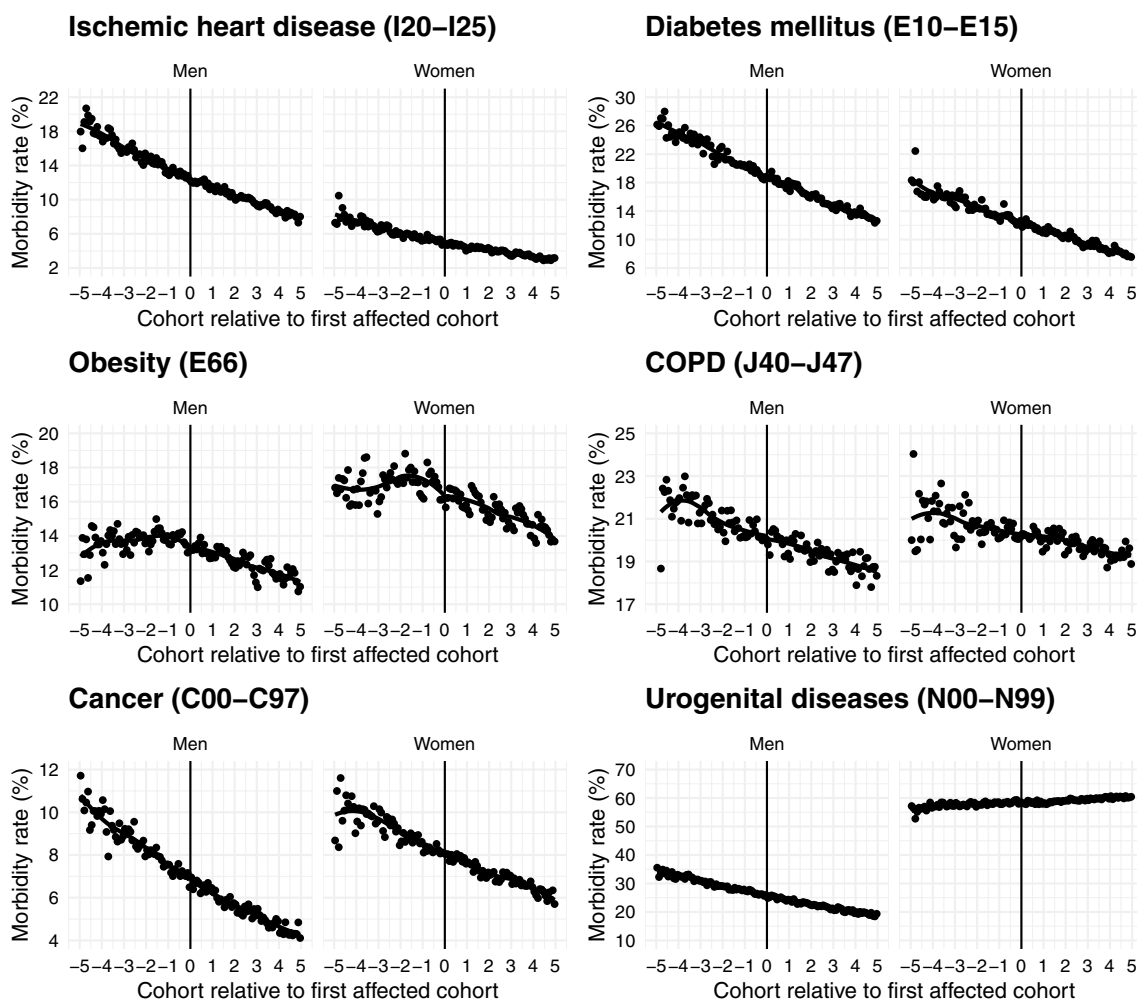 Ischemic heart disease (I20–I25)
Men Women
Morbidity rate (%)
22
18
14
10
6
2
−5−4−3−2−1 0 1 2 3 4 5 −5−4−3−2−1 0 1 2 3 4 5
Cohort relative to first affected cohort
Diabetes mellitus (E10–E15)
Men Women
Morbidity rate (%)
30
26
22
18
14
10
6
−5−4−3−2−1 0 1 2 3 4 5 −5−4−3−2−1 0 1 2 3 4 5
Cohort relative to first affected cohort
Obesity (E66)
Men Women
Morbidity rate (%)
20
18
16
14
12
10
−5−4−3−2−1 0 1 2 3 4 5 −5−4−3−2−1 0 1 2 3 4 5
Cohort relative to first affected cohort
COPD (J40–J47)
Men Women
Morbidity rate (%)
25
23
21
19
17
−5−4−3−2−1 0 1 2 3 4 5 −5−4−3−2−1 0 1 2 3 4 5
Cohort relative to first affected cohort
Cancer (C00–C97)
Men Women
Morbidity rate (%)
12
10
8
6
4
−5−4−3−2−1 0 1 2 3 4 5 −5−4−3−2−1 0 1 2 3 4 5
Cohort relative to first affected cohort
Urogenital diseases (N00–N99)
Men Women
Morbidity rate (%)
70
60
50
40
30
20
10
−5−4−3−2−1 0 1 2 3 4 5 −5−4−3−2−1 0 1 2 3 4 5
Cohort relative to first affected cohort